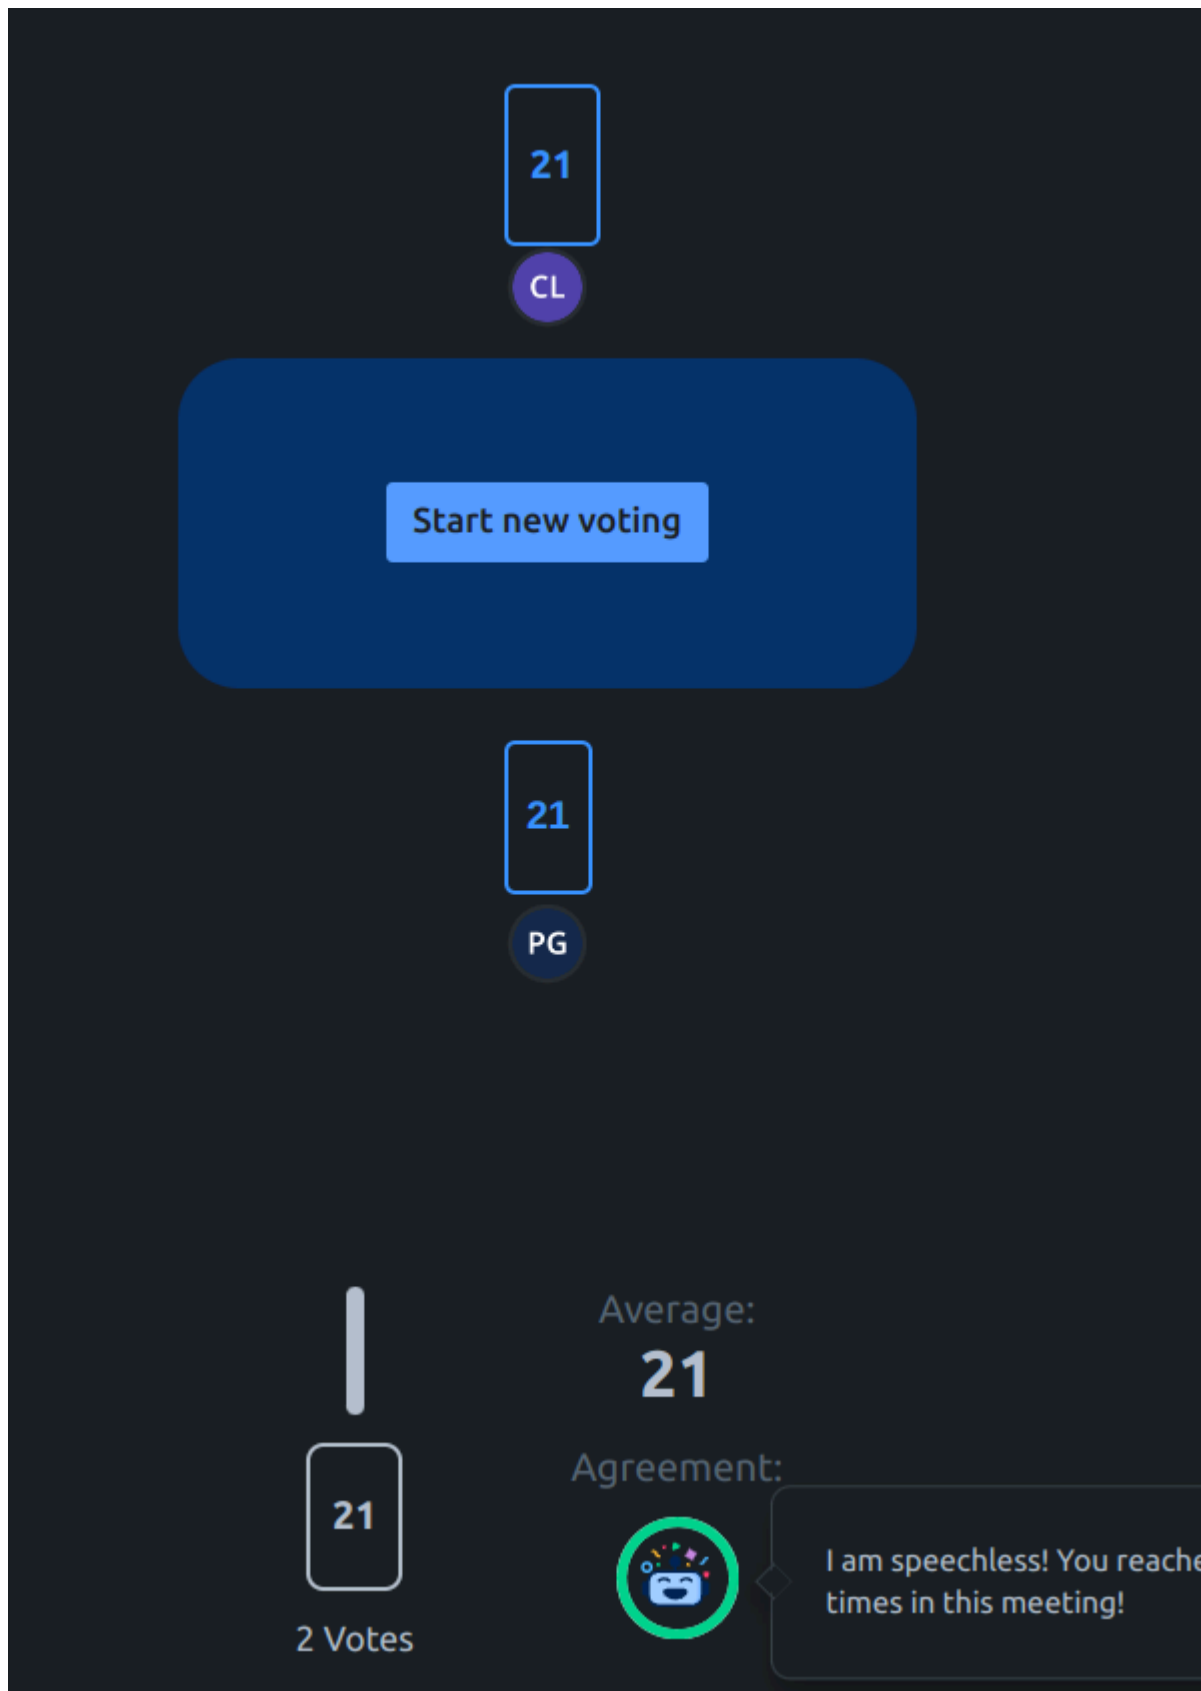 21
CL
Start new voting
21
PG
Average:
21
Agreement:
21
I am speechless! You reache
times in this meeting!
2 Votes